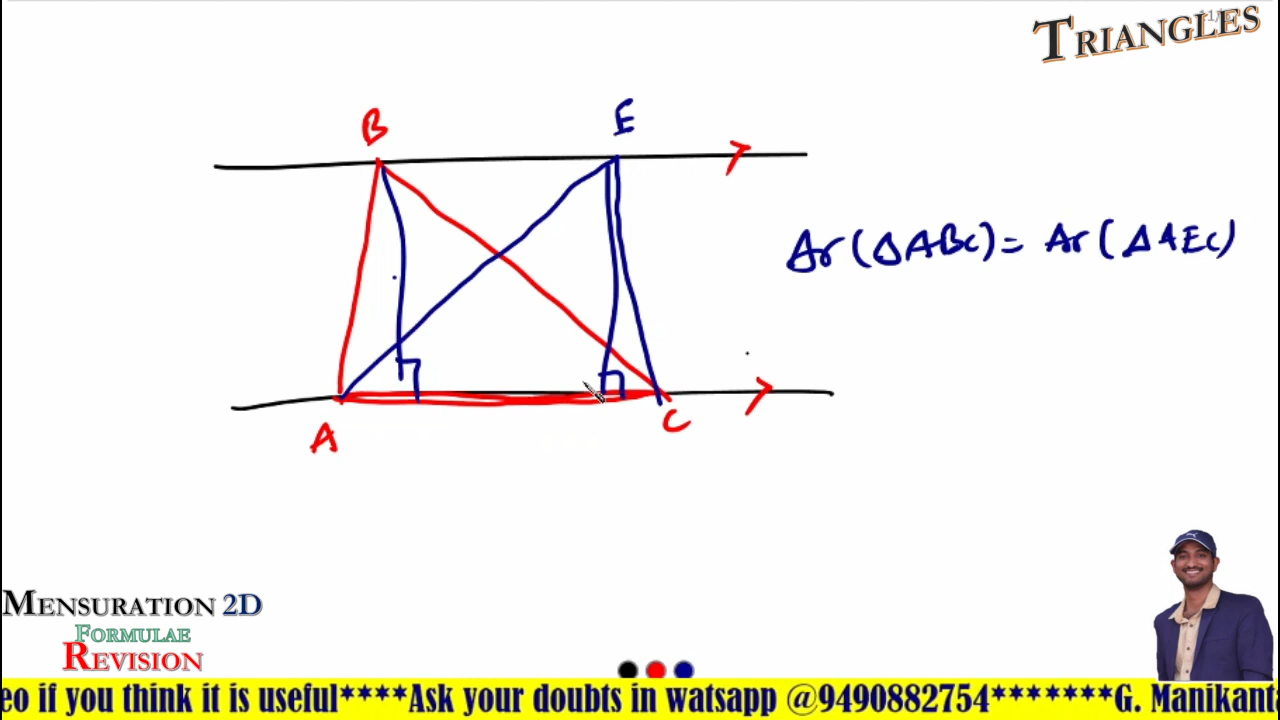 TRIANGLES
B
E
Ar(ΔABC) = Ar(ΔAEC)
A
C
MENSURATION 2D
FORMULAE
REVISION
eo if you think it is useful****Ask your doubts in watsapp @9490882754*******G. Manikant